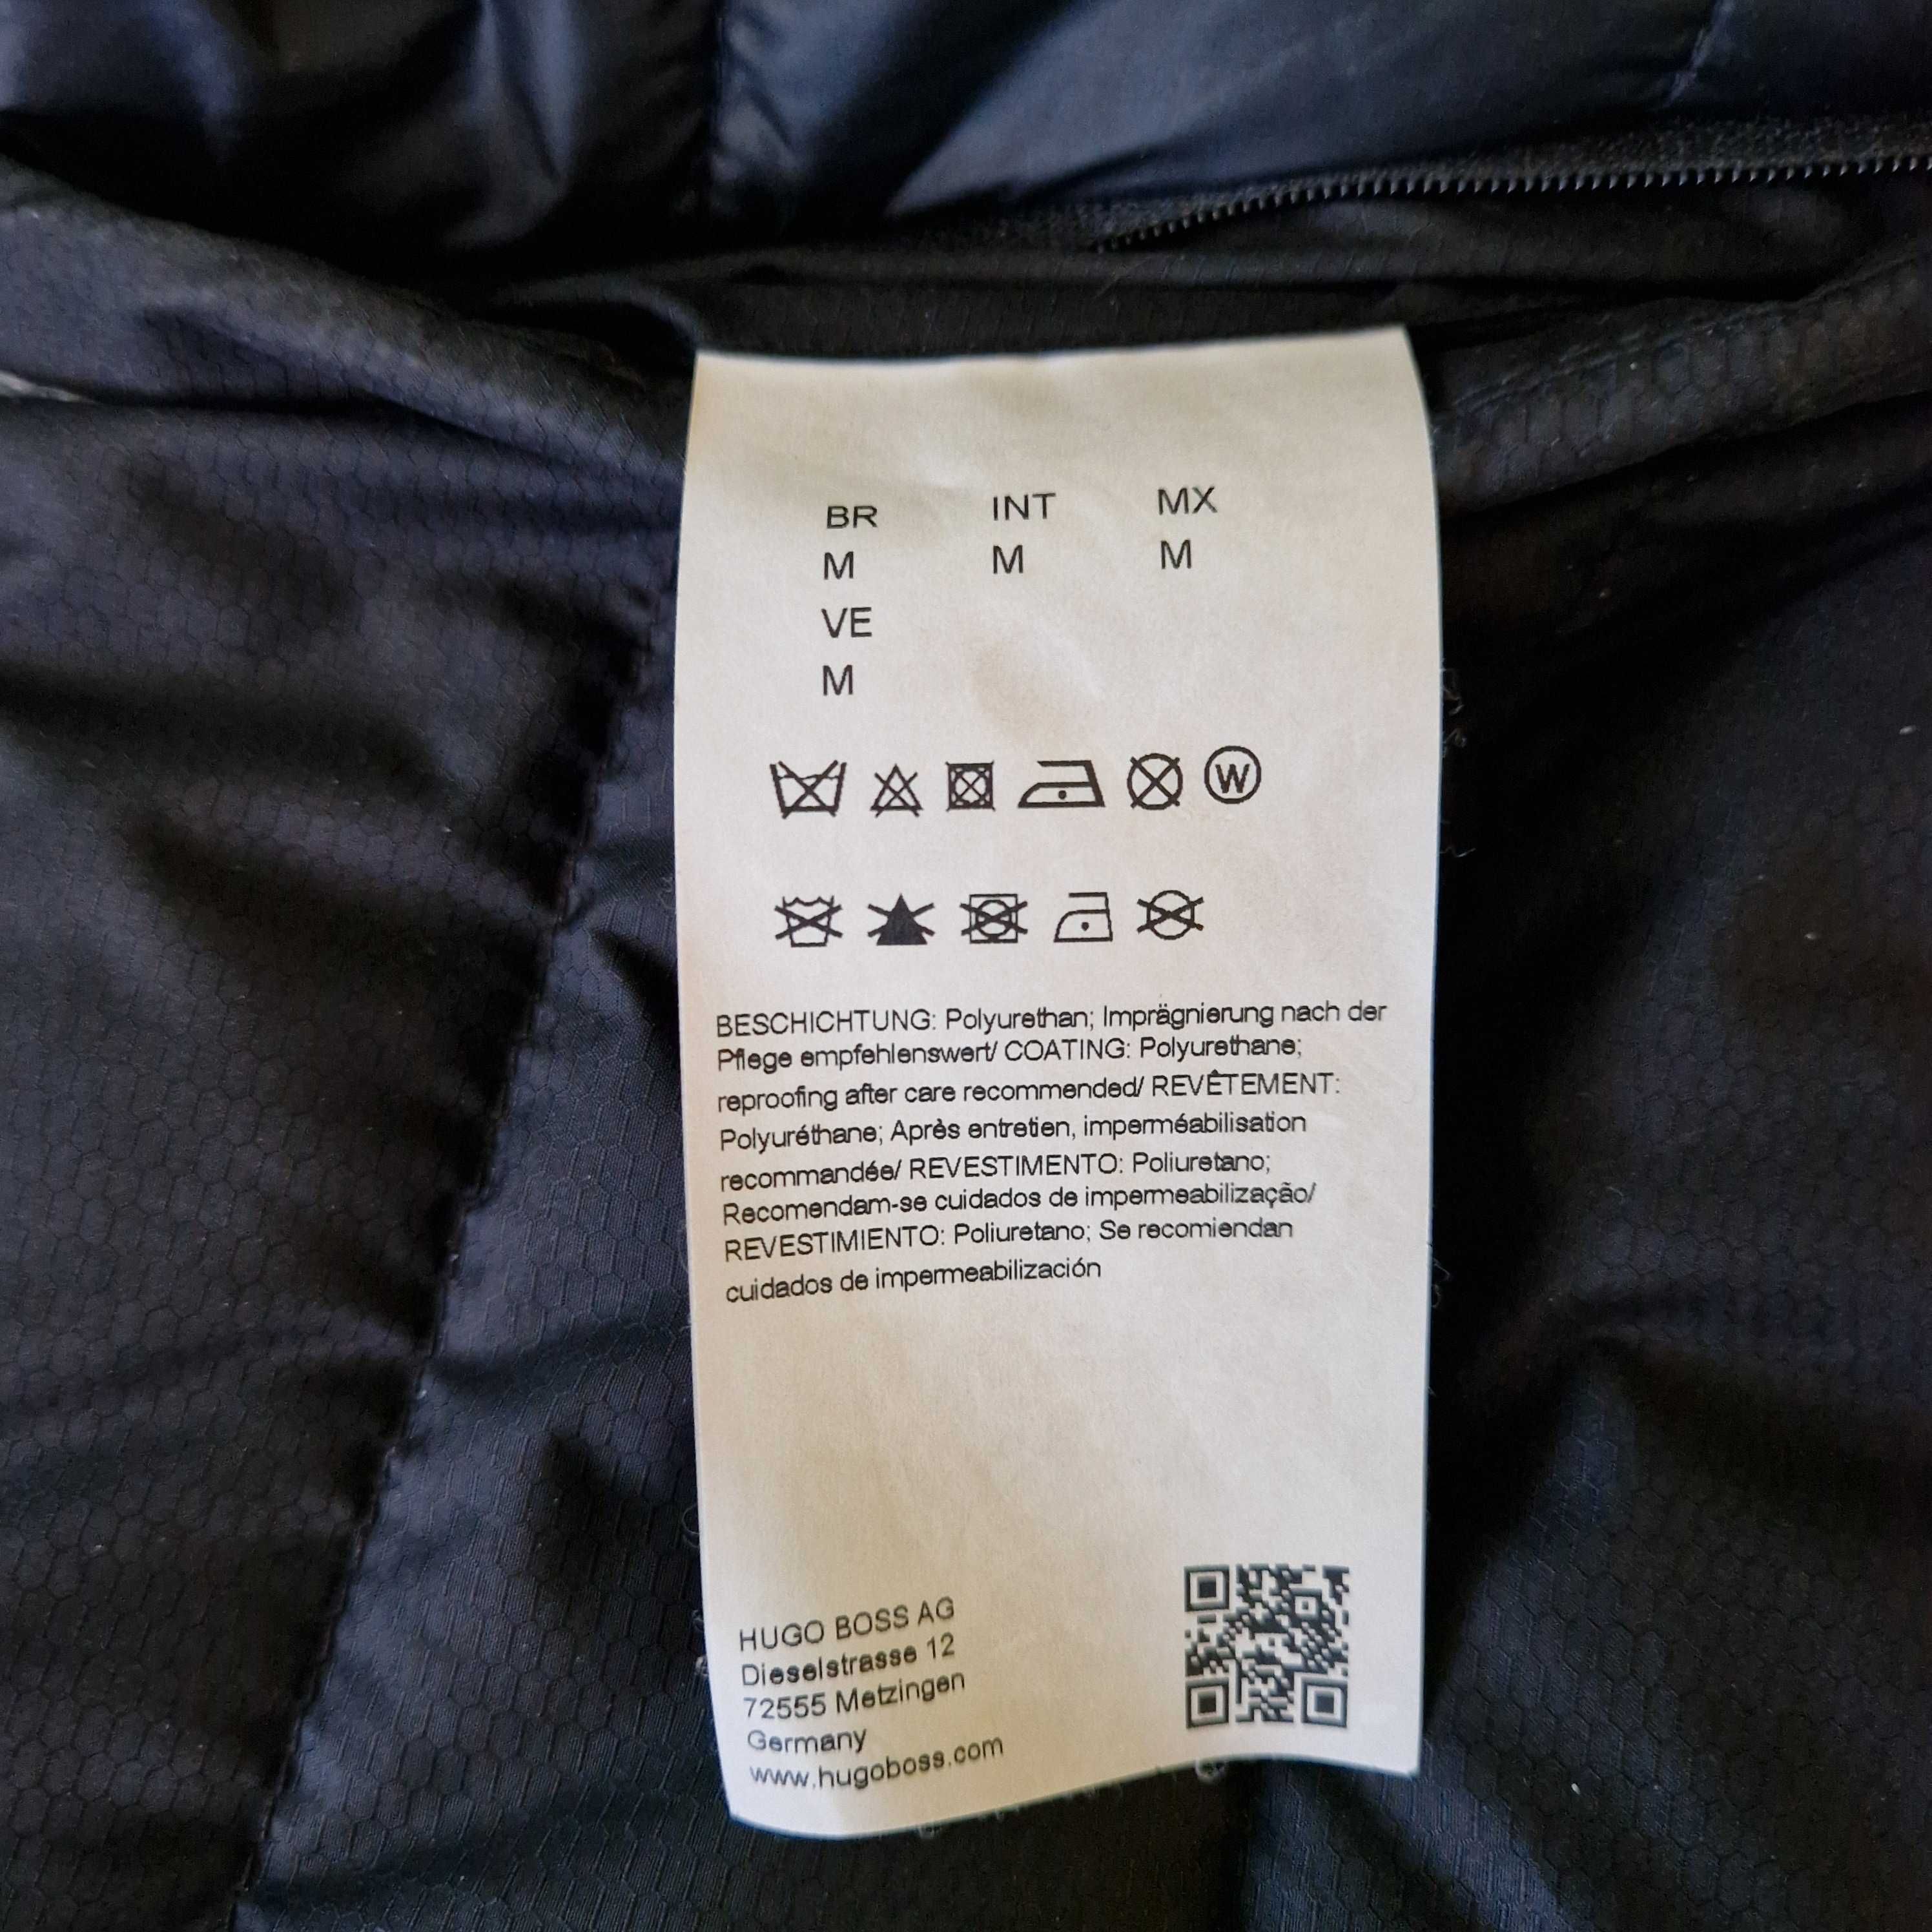 BR INT MX
M M M
VE
M
W
BESCHICHTUNG: Polyurethan; Imprägnierung nach der
Pflege empfehlenswert/ COATING: Polyurethane;
reproofing after care recommended/ REVÊTEMENT:
Polyuréthane; Après entretien, imperméabilisation
recommandée/ REVESTIMENTO: Poliuretano;
Recomendam-se cuidados de impermeabilização/
REVESTIMIENTO: Poliuretano; Se recomiendan
cuidados de impermeabilización
HUGO BOSS AG
Dieselstrasse 12
72555 Metzingen
Germany
www.hugoboss.com